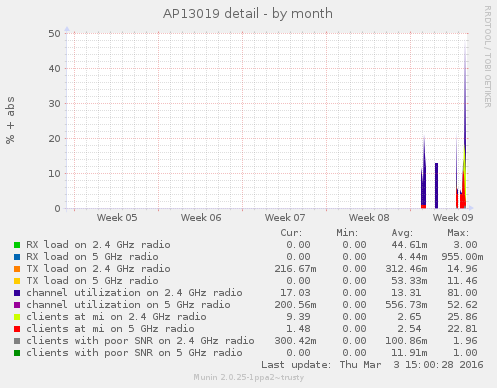 AP13019 detail - by month
RRDTOOL / TOBI OETIKER
% + abs
50
40
30
20
10
0
Week 05 Week 06 Week 07 Week 08 Week 09
Cur: Min: Avg: Max:
RX load on 2.4 GHz radio 0.00 0.00 44.61m 3.00
RX load on 5 GHz radio 0.00 0.00 4.44m 955.00m
TX load on 2.4 GHz radio 216.67m 0.00 312.46m 14.96
TX load on 5 GHz radio 0.00 0.00 53.33m 11.46
channel utilization on 2.4 GHz radio 17.03 0.00 13.31 81.00
channel utilization on 5 GHz radio 200.56m 0.00 556.73m 52.62
clients at mi on 2.4 GHz radio 9.39 0.00 2.65 25.86
clients at mi on 5 GHz radio 1.48 0.00 2.54 22.81
clients with poor SNR on 2.4 GHz radio 300.42m 0.00 100.86m 1.96
clients with poor SNR on 5 GHz radio 0.00 0.00 11.91m 1.00
Last update: Thu Mar 3 15:00:28 2016
Munin 2.0.25-1ppa2~trusty